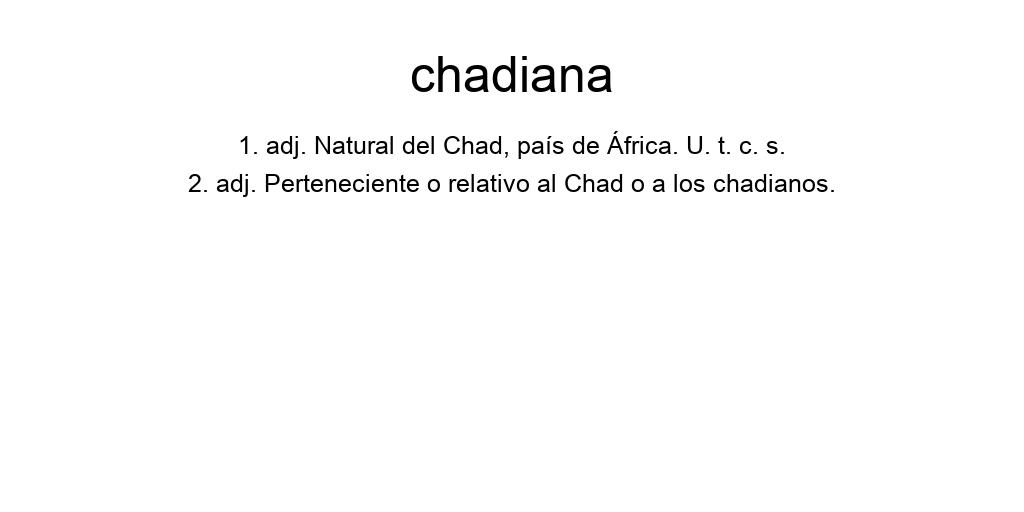 chadiana
1. adj. Natural del Chad, país de África. U. t. c. s.
2. adj. Perteneciente o relativo al Chad o a los chadianos.